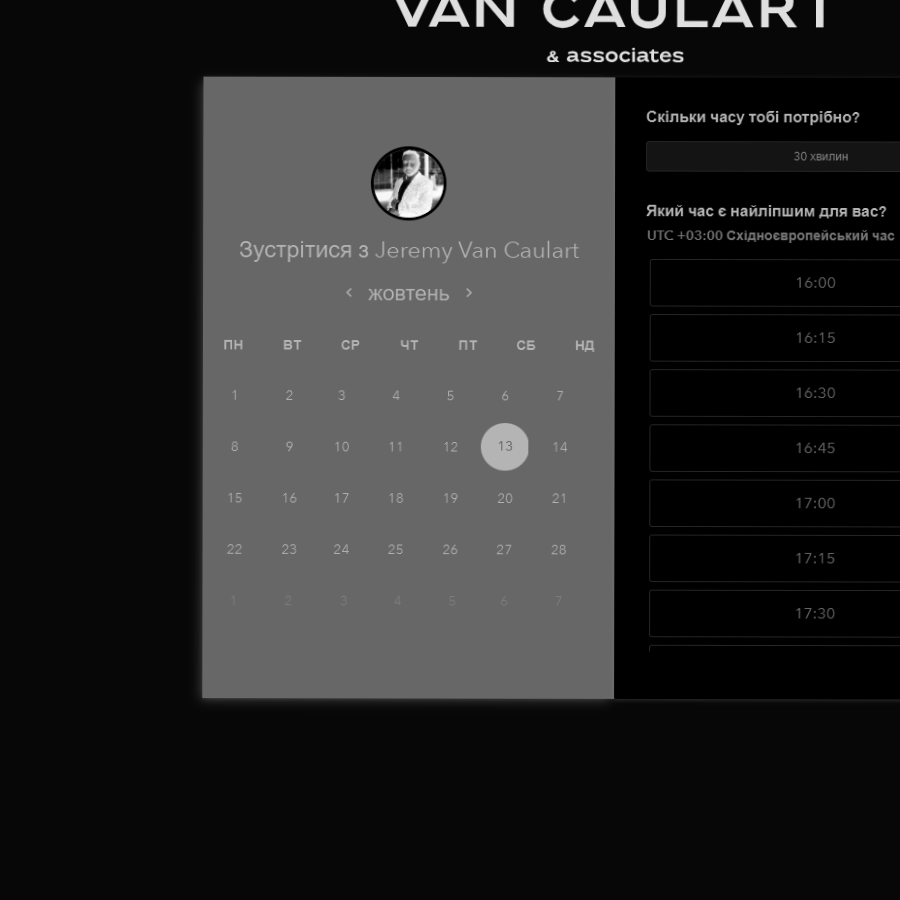 VAN CAULART
& associates
Зустрітися з Jeremy Van Caulart
жовтень
ПН ВТ СР ЧТ ПТ СБ НД
1 2 3 4 5 6 7
8 9 10 11 12 13 14
15 16 17 18 19 20 21
22 23 24 25 26 27 28
1 2 3 4 5 6 7
Скільки часу тобі потрібно?
30 хвилин
Який час є найліпшим для вас?
UTC +03:00 Східноєвропейський час
16:00
16:15
16:30
16:45
17:00
17:15
17:30